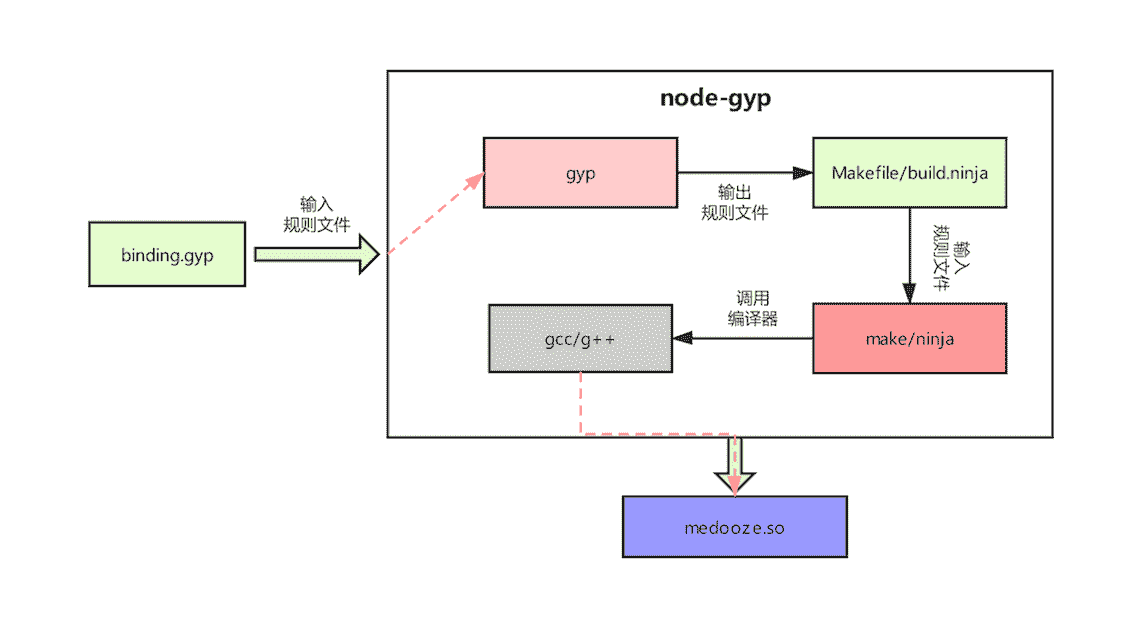 node-gyp
gyp
输出
规则文件
Makefile/build.ninja
输入
规则文件
binding.gyp
输入
规则文件
调用
编译器
gcc/g++
make/ninja
medooze.so